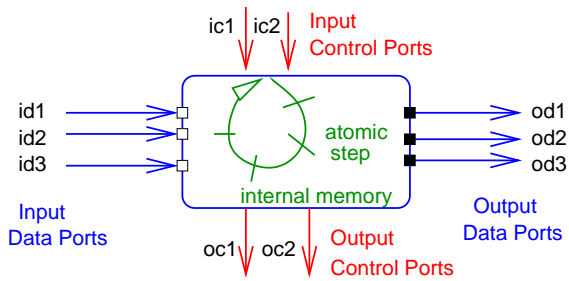 ic1 ic2 Input
Control Ports
id1
id2
id3
atomic
step
internal memory
od1
od2
od3
Input
Data Ports
oc1 oc2 Output
Control Ports
Output
Data Ports